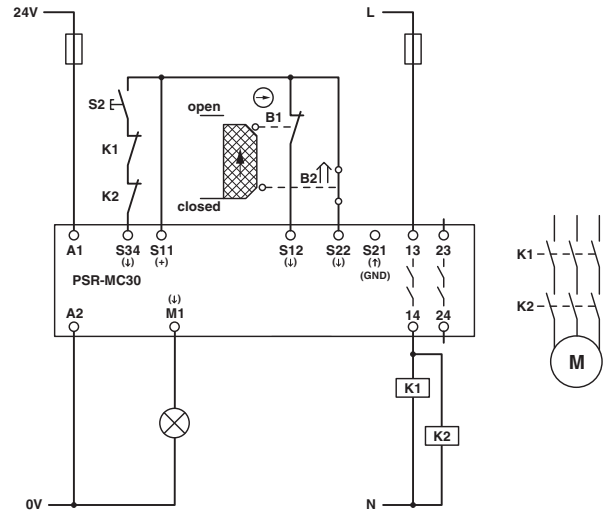 24V
L
S2
open
B1
K1
B2
K2
closed
A1
S34
S11
S12
S22
S21
13
23
(↓)
(+)
(↓)
(↓)
(↑)
(GND)
PSR-MC30
(↓)
A2
M1
14
24
K1
K2
0V
N
K1
K2
M